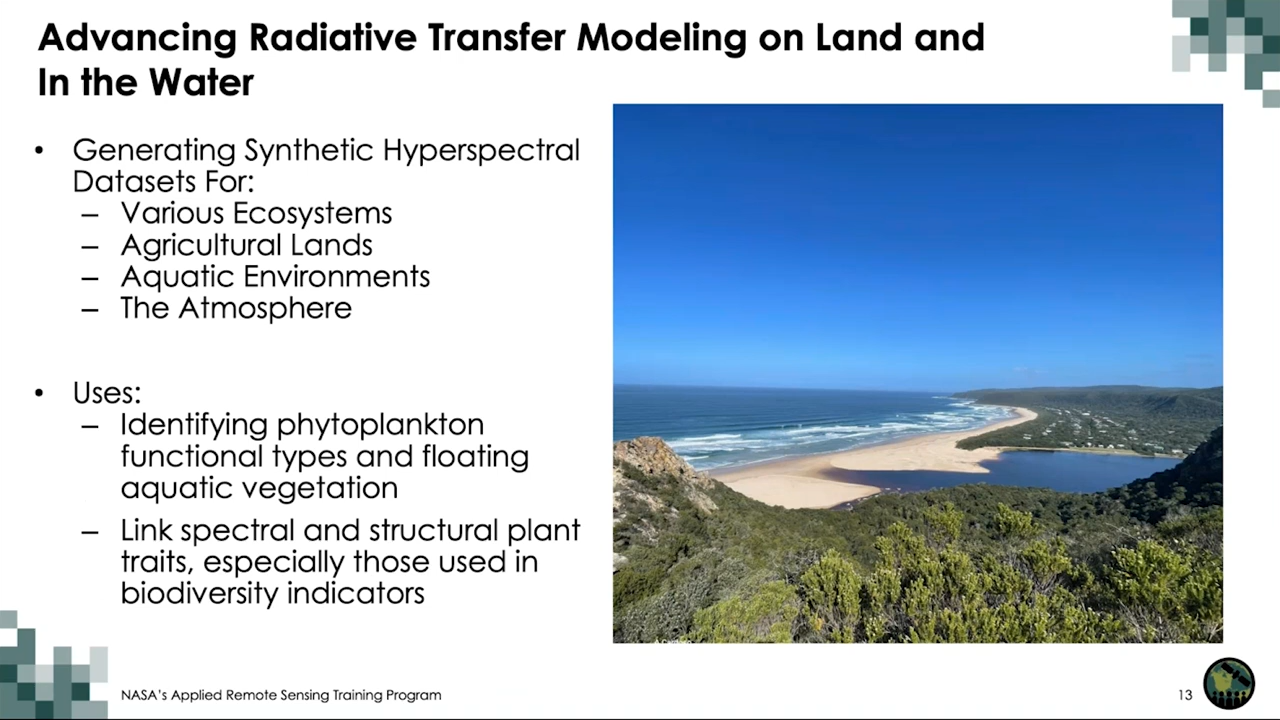 Advancing Radiative Transfer Modeling on Land and
In the Water
• Generating Synthetic Hyperspectral
Datasets For:
– Various Ecosystems
– Agricultural Lands
– Aquatic Environments
– The Atmosphere
• Uses:
– Identifying phytoplankton
functional types and floating
aquatic vegetation
– Link spectral and structural plant
traits, especially those used in
biodiversity indicators
NASA's Applied Remote Sensing Training Program
13